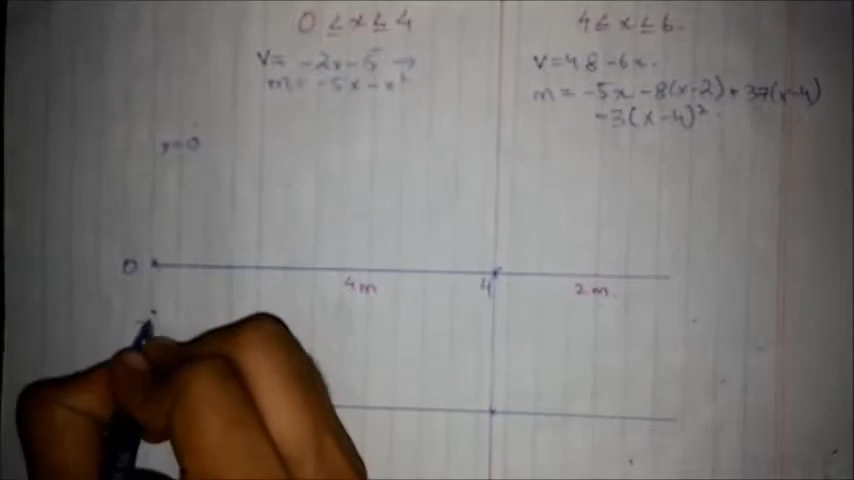 0 ≤ x ≤ 4
4 ≤ x ≤ 6.
V = -2x-5 →
m = -5x-x²
V = 48-6x.
m = -5x-8(x-2)+37(x-4)
-3(x-4)²
x=0
0
4m
4
2m.